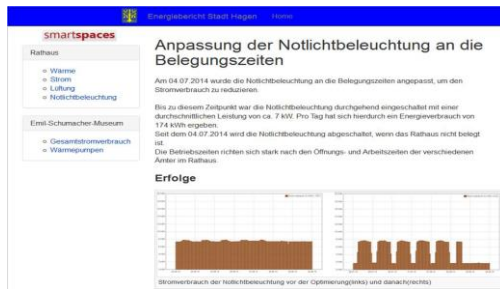 Energiebericht Stadt Hagen Home
smartspaces
Rathaus
Wärme
Strom
Lüftung
Notlichtbeleuchtung
Emil-Schumacher-Museum
Gesamtstromverbrauch
Wärmepumpen
Anpassung der Notlichtbeleuchtung an die
Belegungszeiten
Am 04.07.2014 wurde die Notlichtbeleuchtung an die Belegungszeiten angepasst, um den
Stromverbrauch zu reduzieren.
Bis zu diesem Zeitpunkt war die Notlichtbeleuchtung durchgehend eingeschaltet mit einer
durchschnittlichen Leistung von ca. 7 kW. Pro Tag hat sich hierdurch ein Energieverbrauch von
174 kWh ergeben.
Seit dem 04.07.2014 wird die Notlichtbeleuchtung abgeschaltet, wenn das Rathaus nicht belegt
ist.
Die Betriebszeiten richten sich stark nach den Öffnungs- und Arbeitszeiten der verschiedenen
Ämter im Rathaus.
Erfolge
Stromverbrauch der Notlichtbeleuchtung vor der Optimierung(links) und danach(rechts)